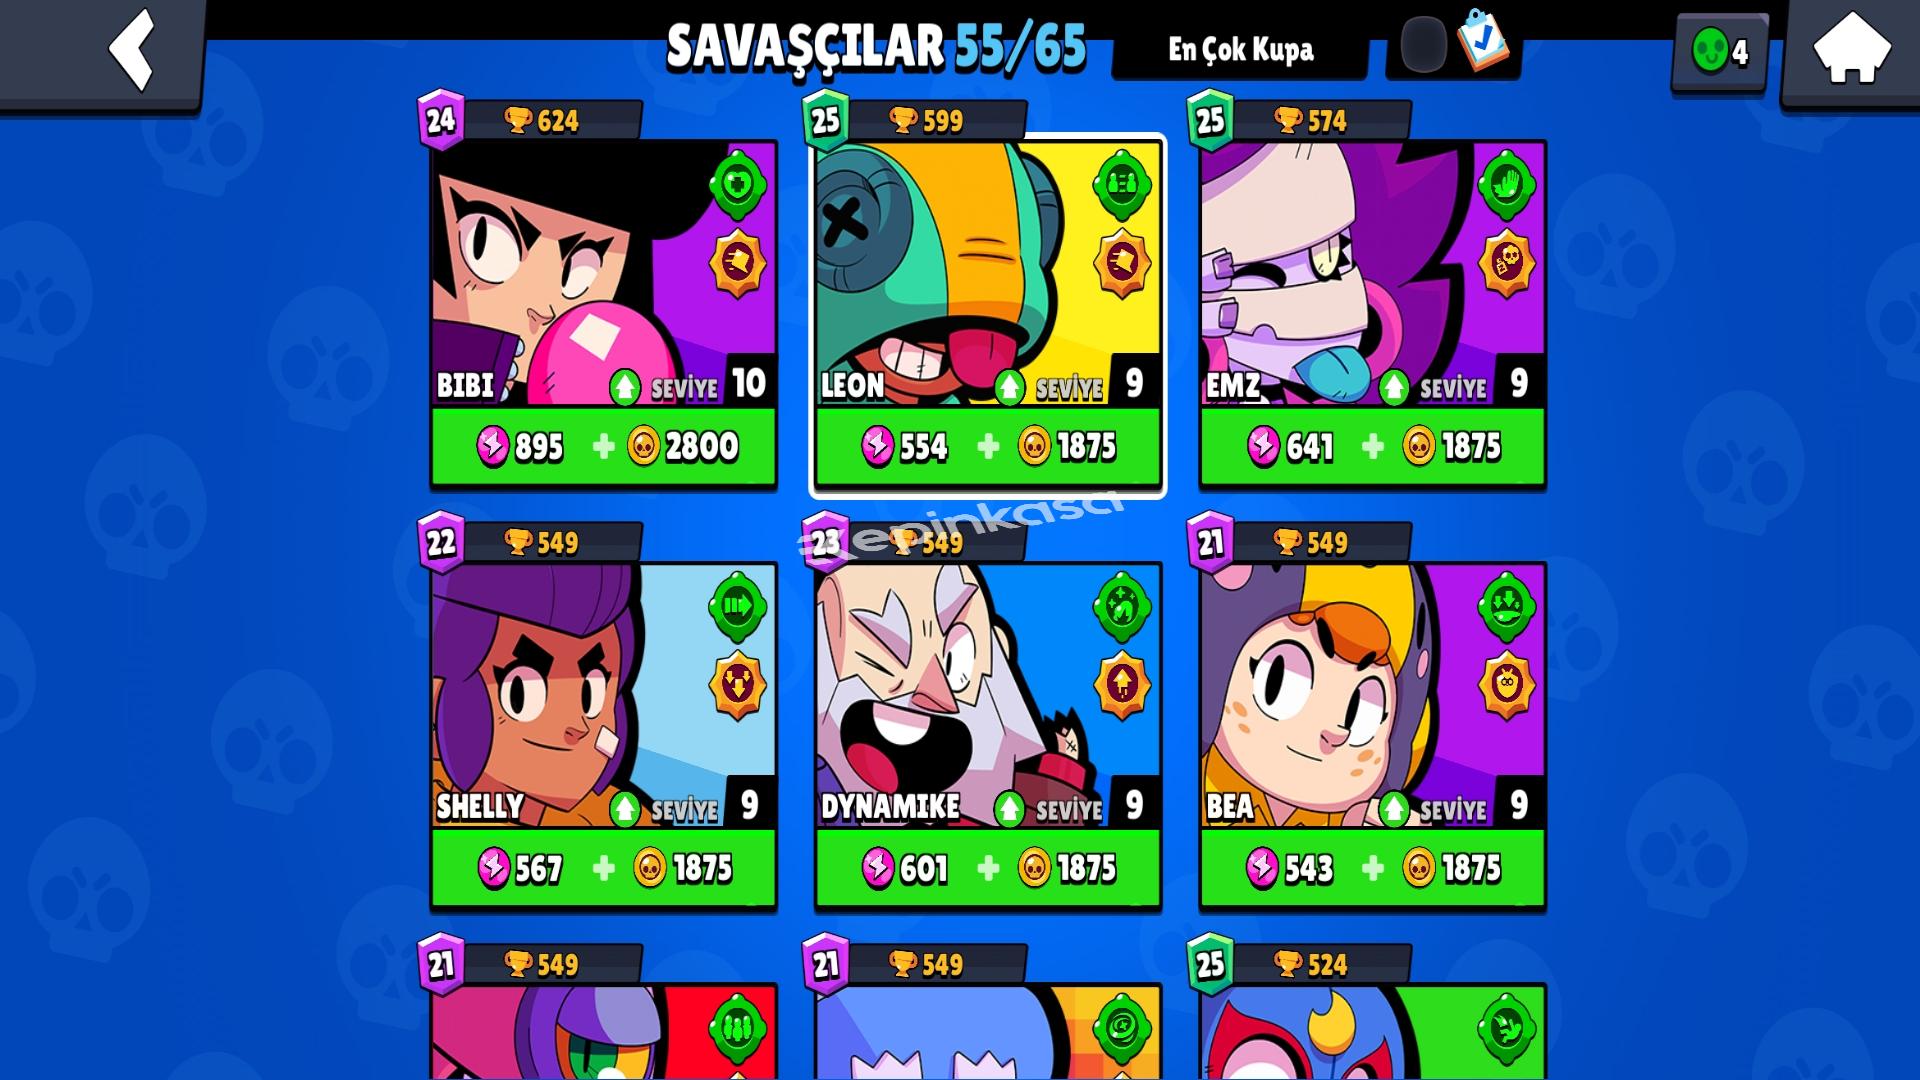 SAVAŞÇILAR 55/65
En Çok Kupa
4
24 624
25 599
25 574
BIBI SEVİYE 10
LEON SEVİYE 9
EMZ SEVİYE 9
895 + 2800
554 + 1875
641 + 1875
epinkasa
22 549
23 549
21 549
SHELLY SEVİYE 9
DYNAMIKE SEVİYE 9
BEA SEVİYE 9
567 + 1875
601 + 1875
543 + 1875
21 549
21 549
25 524